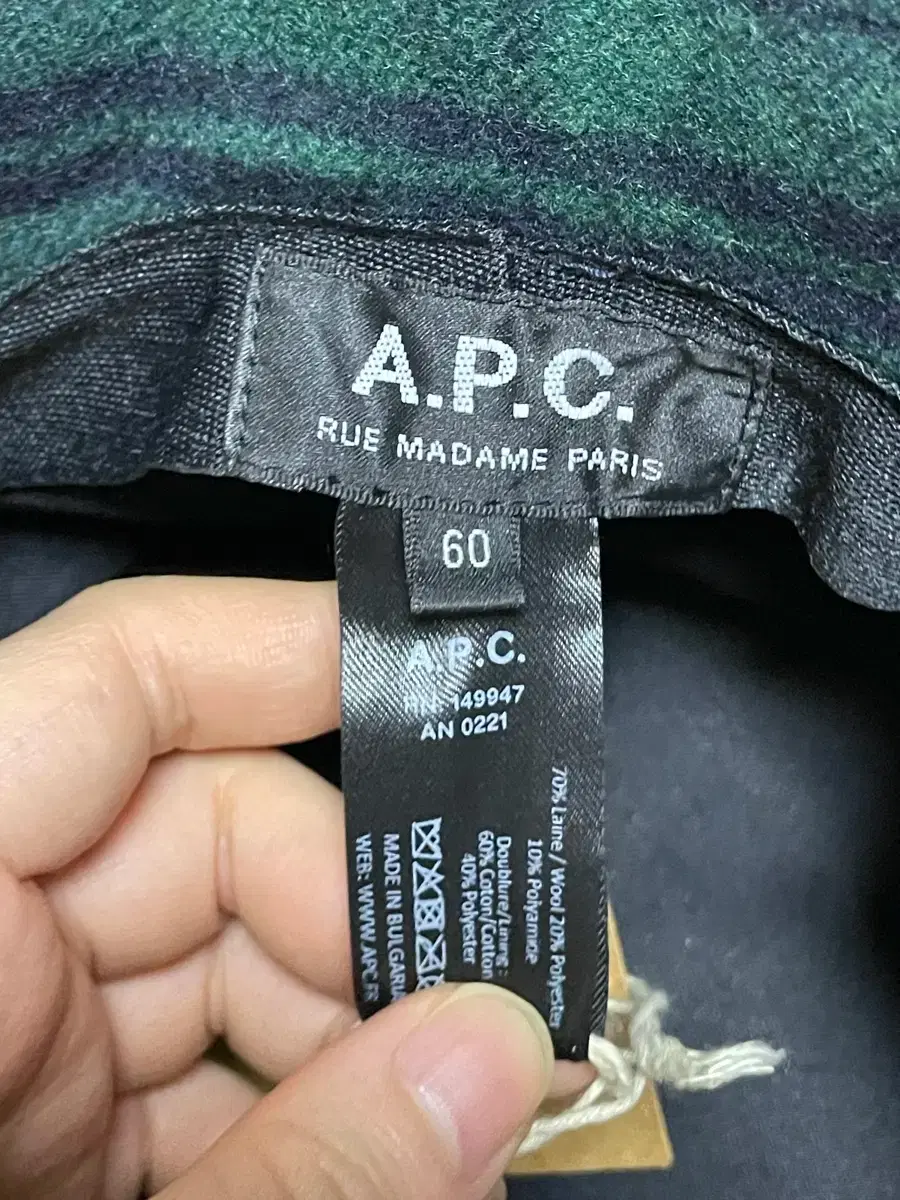 A.P.C.
RUE MADAME PARIS
60
A.P.C.
RN 149947
AN 0221
70% Laine / Wool 20% Polyester
10% Polyamide
Doublure/Lining :
60% Coton/Cotton
40% Polyester
MADE IN BULGARIA
WEB: WWW.APC.FR